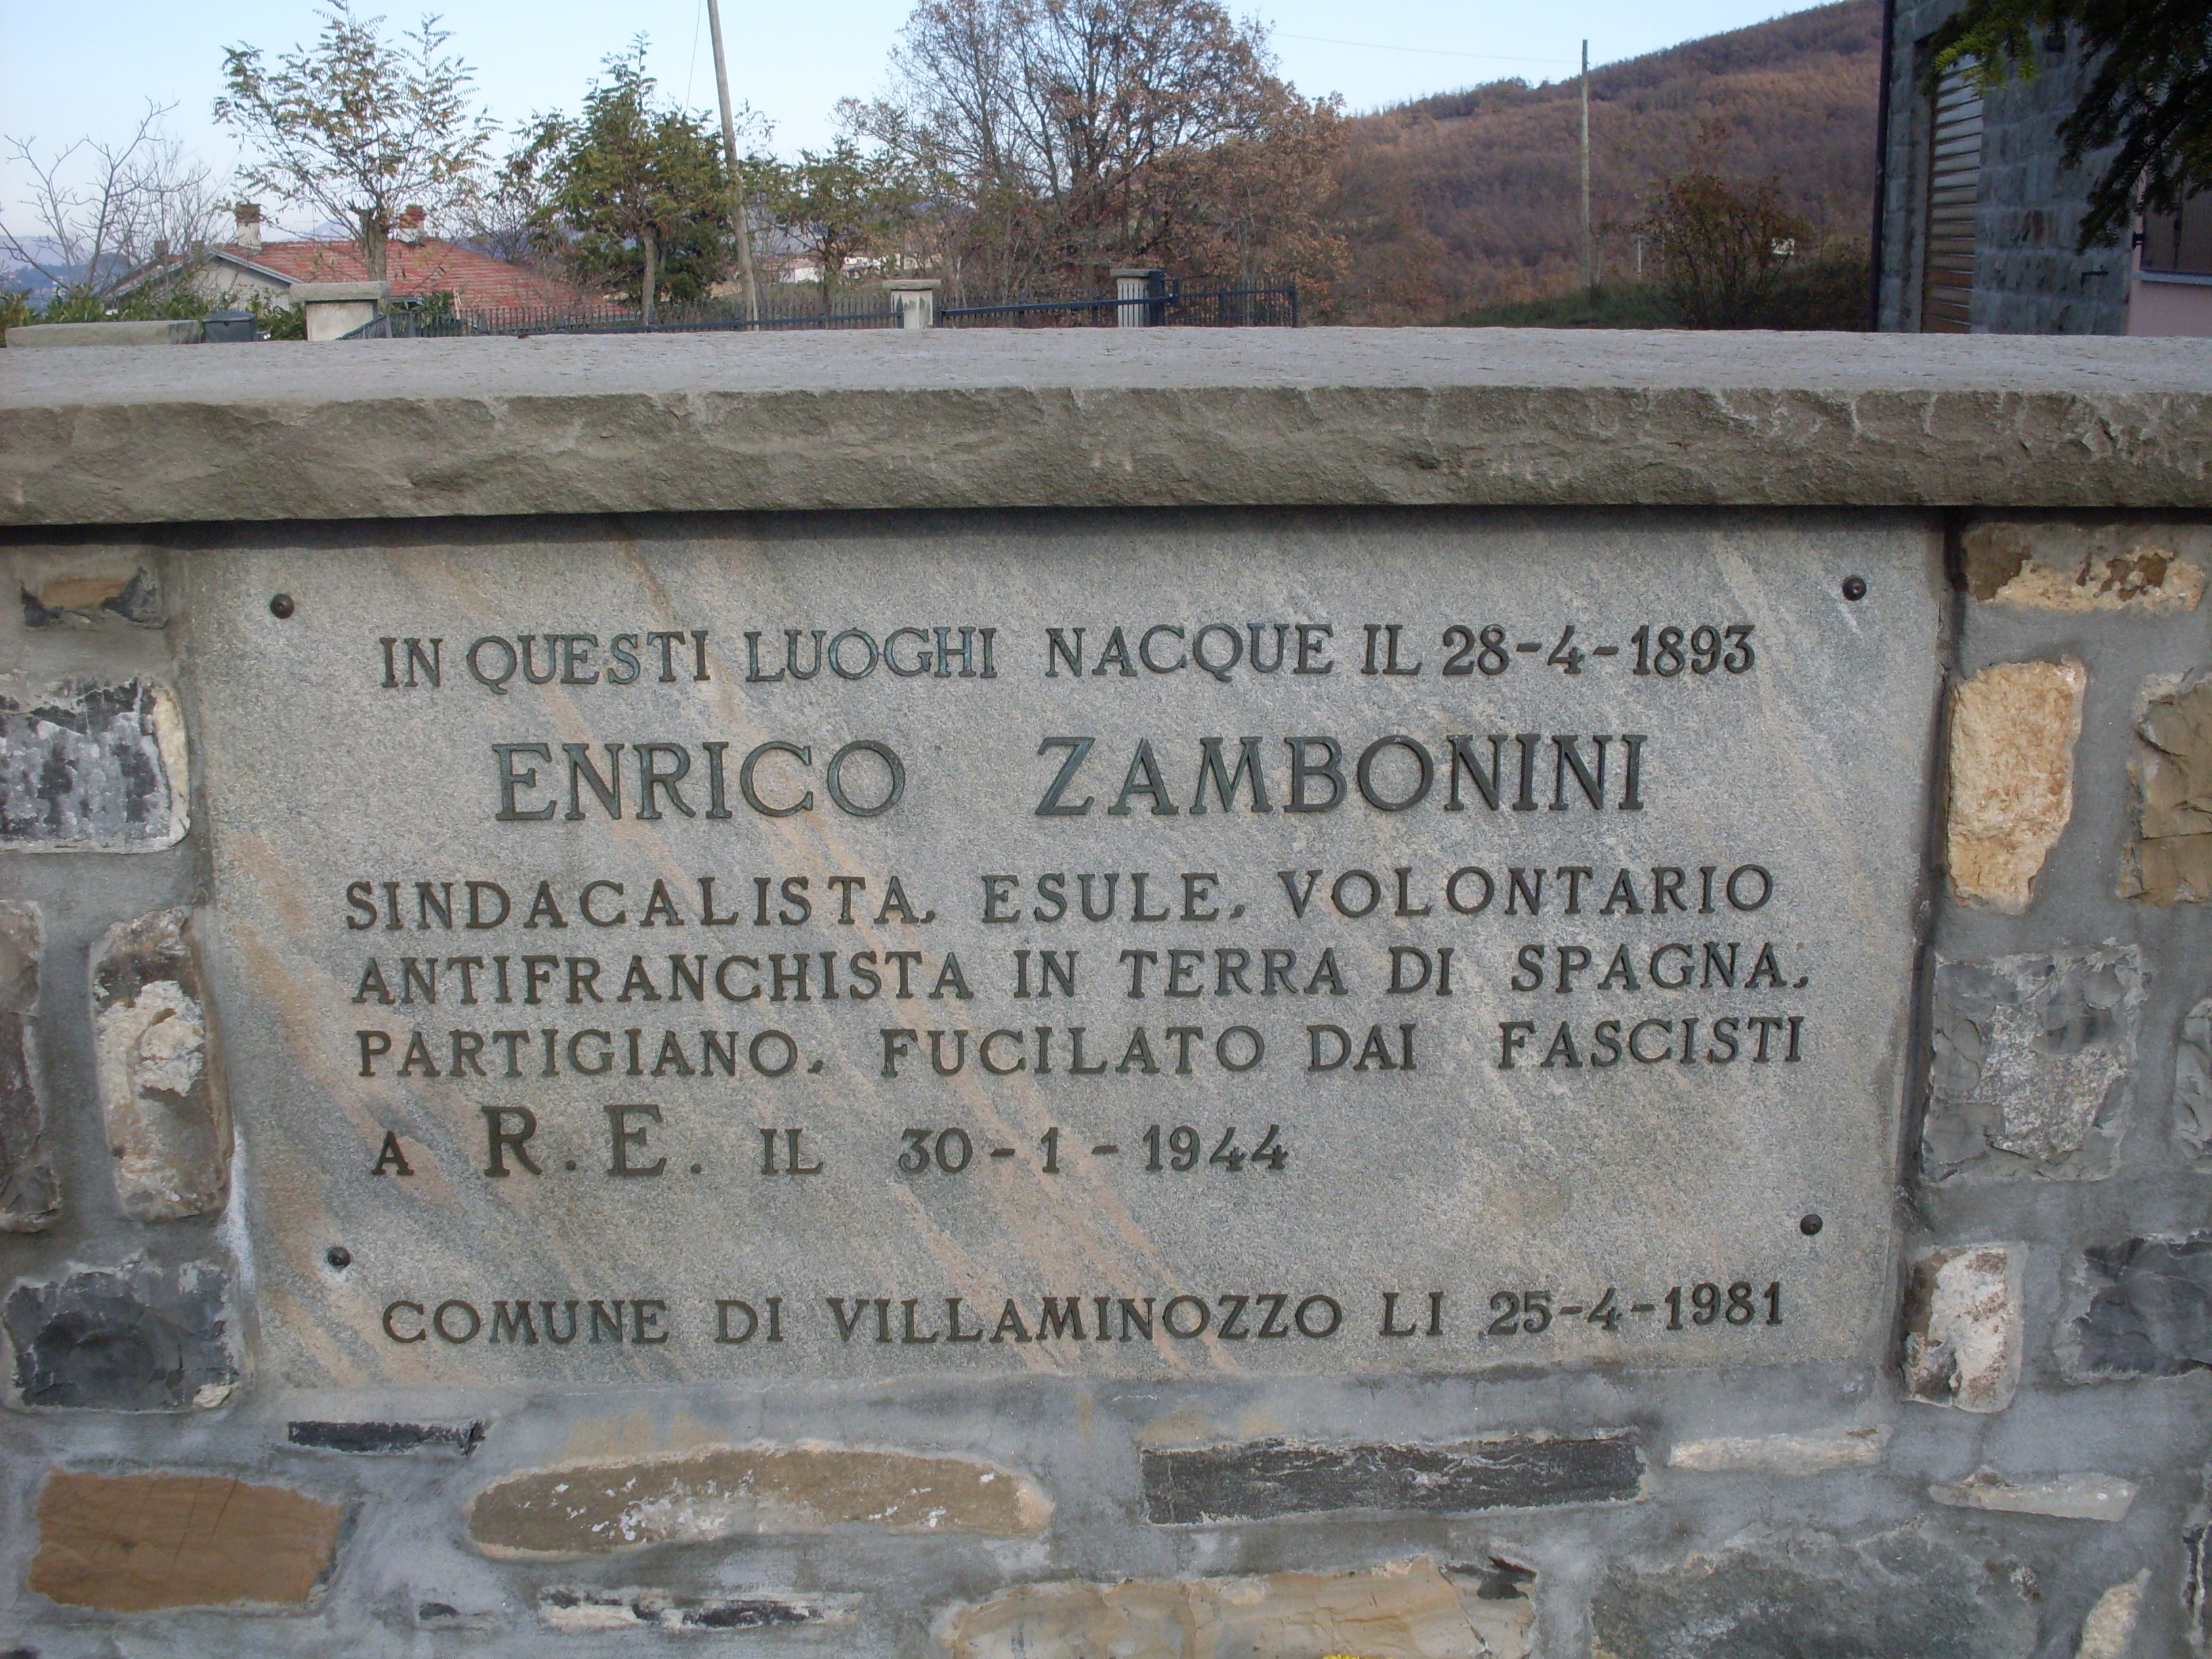 IN QUESTI LUOGHI NACQUE IL 28-4-1893
ENRICO ZAMBONINI
SINDACALISTA, ESULE, VOLONTARIO
ANTIFRANCHISTA IN TERRA DI SPAGNA,
PARTIGIANO, FUCILATO DAI FASCISTI
A R.E. IL 30-1-1944
COMUNE DI VILLAMINOZZO LI 25-4-1981